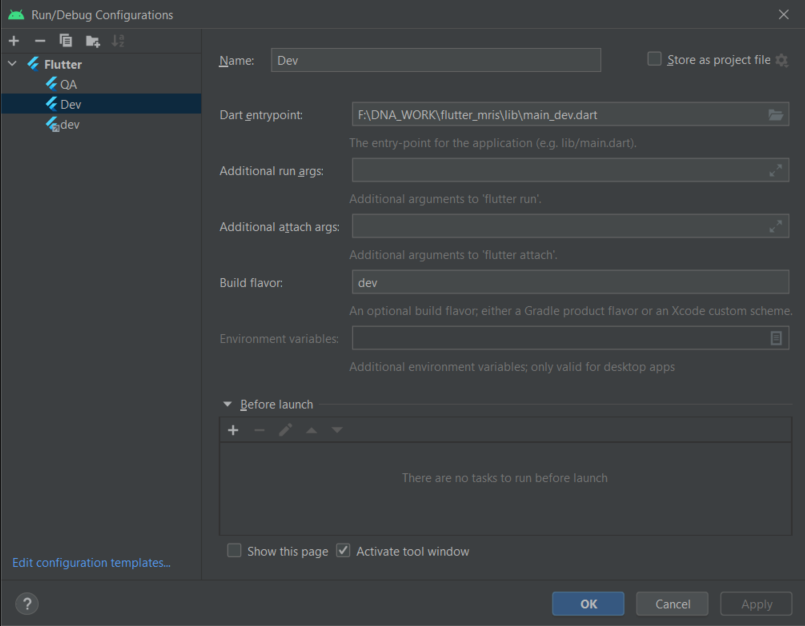 Run/Debug Configurations
Flutter
QA
Dev
dev
Edit configuration templates...
Name: Dev
Store as project file
Dart entrypoint: F:\DNA_WORK\flutter_mris\lib\main_dev.dart
The entry-point for the application (e.g. lib/main.dart).
Additional run args:
Additional arguments to 'flutter run'.
Additional attach args:
Additional arguments to 'flutter attach'.
Build flavor: dev
An optional build flavor; either a Gradle product flavor or an Xcode custom scheme.
Environment variables:
Additional environment variables; only valid for desktop apps
Before launch
There are no tasks to run before launch
Show this page Activate tool window
? OK Cancel Apply